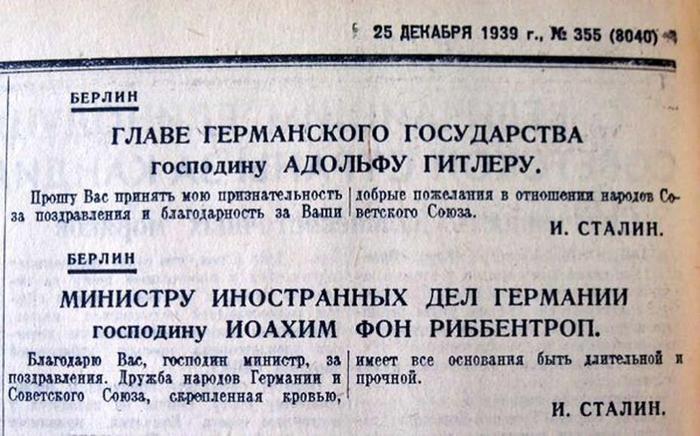 25 ДЕКАБРЯ 1939 г., № 355 (8040)
БЕРЛИН
ГЛАВЕ ГЕРМАНСКОГО ГОСУДАРСТВА
господину АДОЛЬФУ ГИТЛЕРУ.
Прошу Вас принять мою признательность
за поздравления и благодарность за Ваши
добрые пожелания в отношении народов Со-
ветского Союза.
И. СТАЛИН.
БЕРЛИН
МИНИСТРУ ИНОСТРАННЫХ ДЕЛ ГЕРМАНИИ
господину ИОАХИМ ФОН РИББЕНТРОП.
Благодарю Вас, господин министр, за
поздравления. Дружба народов Германии и
Советского Союза, скрепленная кровью,
имеет все основания быть длительной и
прочной.
И. СТАЛИН.